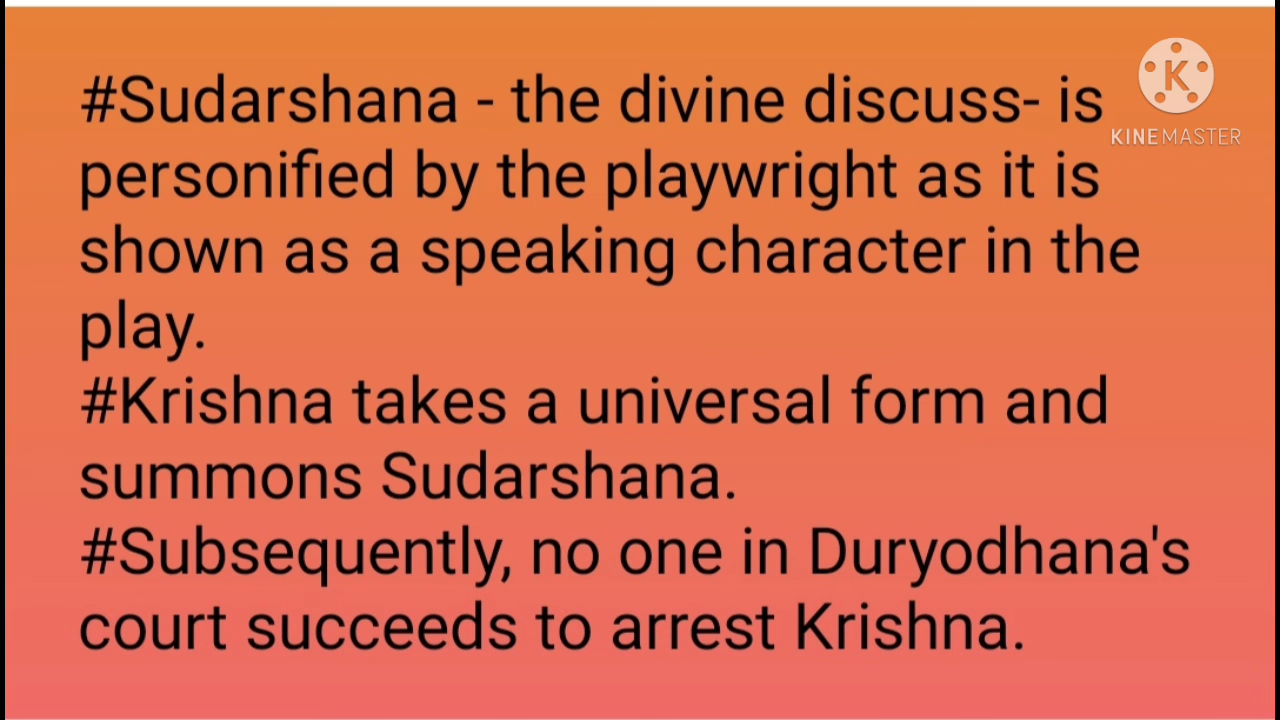 #Sudarshana - the divine discuss- is
personified by the playwright as it is
shown as a speaking character in the
play.
#Krishna takes a universal form and
summons Sudarshana.
#Subsequently, no one in Duryodhana's
court succeeds to arrest Krishna.
K
KINEMASTER